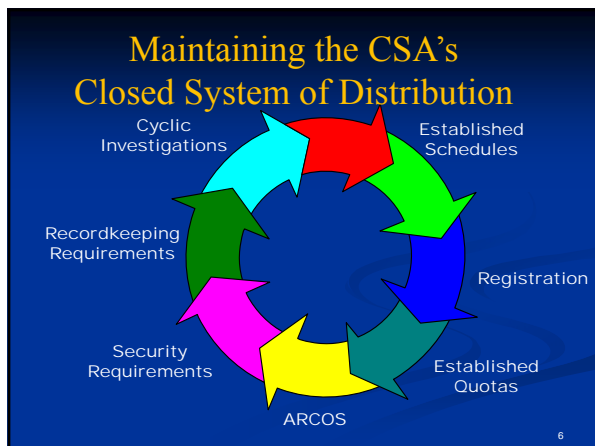 Maintaining the CSA's
Closed System of Distribution
Cyclic
Investigations
Established
Schedules
Recordkeeping
Requirements
Registration
Security
Requirements
Established
Quotas
ARCOS
6